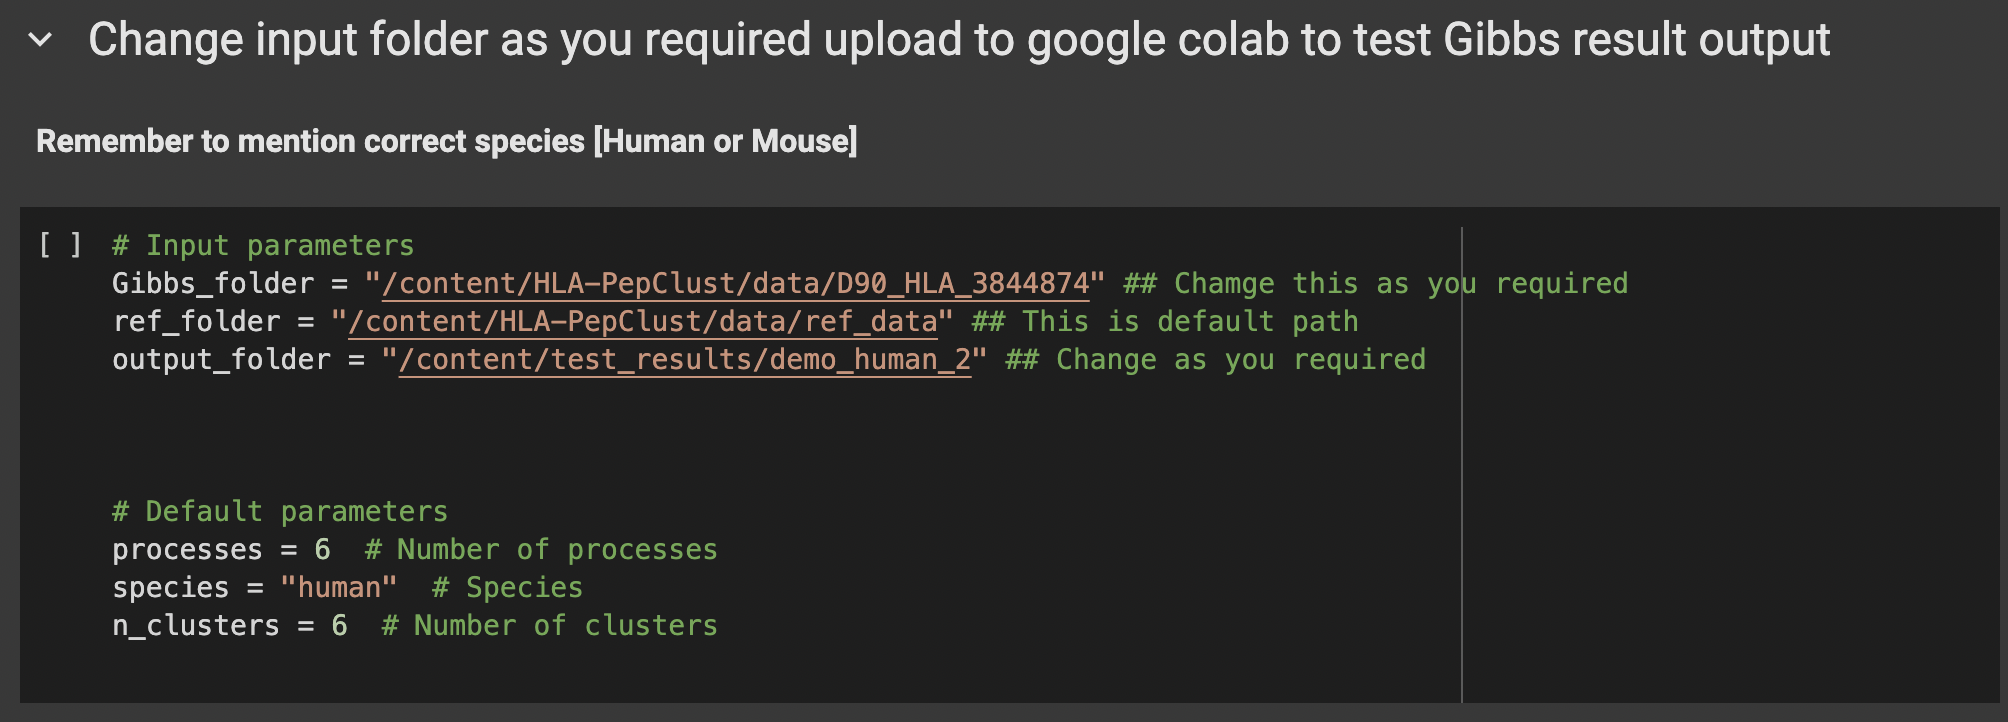 Change input folder as you required upload to google colab to test Gibbs result output
Remember to mention correct species [Human or Mouse]
[ ] # Input parameters
Gibbs_folder = "/content/HLA-PepClust/data/D90_HLA_3844874" ## Chamge this as you required
ref_folder = "/content/HLA-PepClust/data/ref_data" ## This is default path
output_folder = "/content/test_results/demo_human_2" ## Change as you required
# Default parameters
processes = 6  # Number of processes
species = "human"  # Species
n_clusters = 6  # Number of clusters